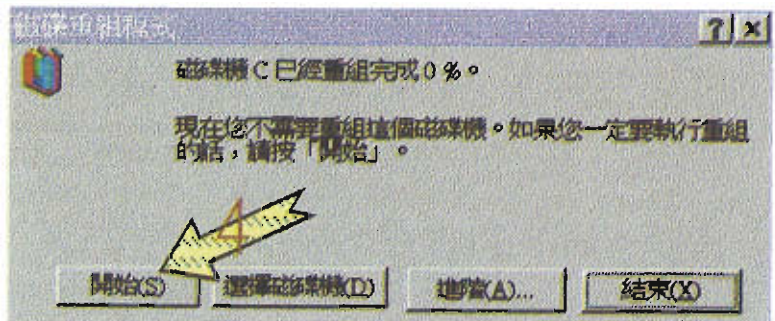 磁碟重組程式
磁碟機 C 已經重組完成 0 %。
現在您不需要重組這個磁碟機。如果您一定要執行重組
的話,請按「開始」。
4
開始(S)
選擇磁碟機(D)
進階(A)...
結束(X)